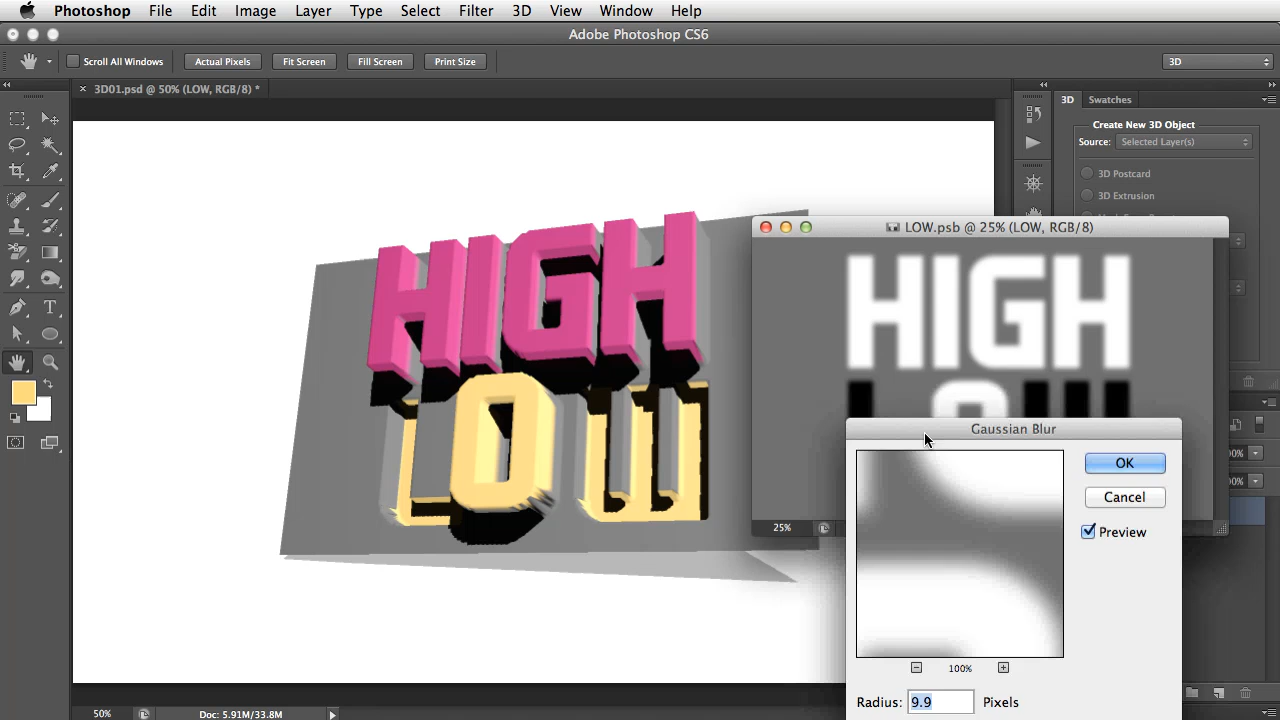 Photoshop File Edit Image Layer Type Select Filter 3D View Window Help
Adobe Photoshop CS6
Scroll All Windows Actual Pixels Fit Screen Fill Screen Print Size 3D
× 3D01.psd @ 50% (LOW, RGB/8) *
3D Swatches
Create New 3D Object
Source: Selected Layer(s)
3D Postcard
3D Extrusion
LOW.psb @ 25% (LOW, RGB/8)
HIGH
LOW
HIGH
LOW
25%
Gaussian Blur
OK
Cancel
Preview
100%
Radius: 9.9 Pixels
50% Doc: 5.91M/33.8M